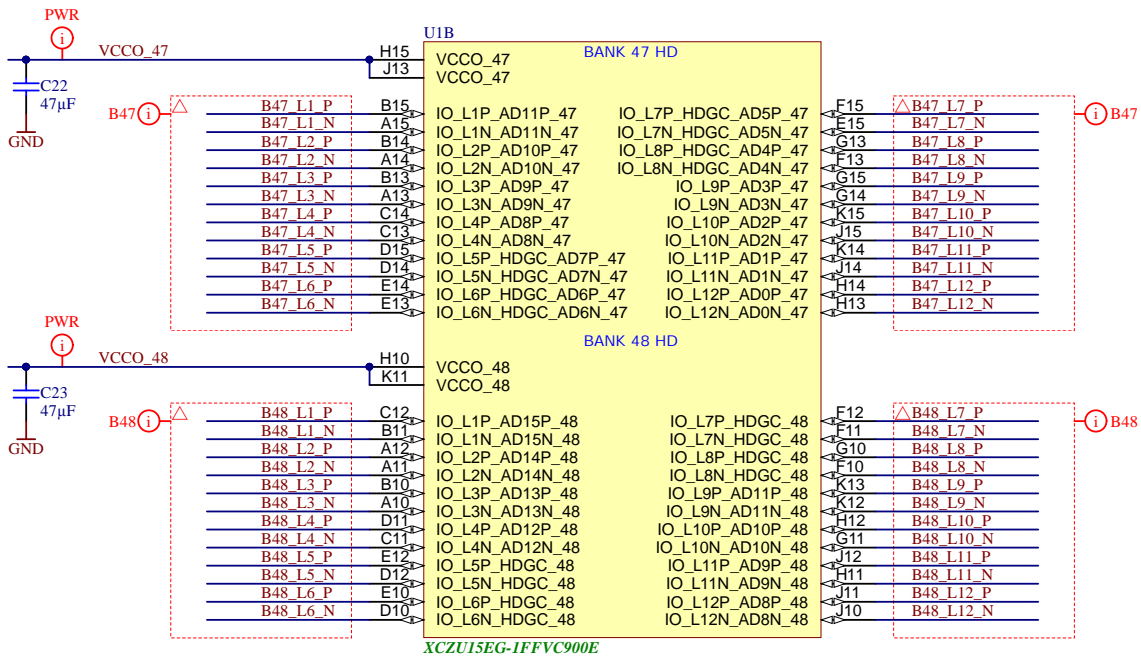 PWR
VCCO_47
C22
47µF
GND
U1B
BANK 47 HD
H15 VCCO_47
J13 VCCO_47
B47 i
B47_L1_P B15 IO_L1P_AD11P_47 IO_L7P_HDGC_AD5P_47 F15 B47_L7_P
B47_L1_N A15 IO_L1N_AD11N_47 IO_L7N_HDGC_AD5N_47 E15 B47_L7_N
B47_L2_P B14 IO_L2P_AD10P_47 IO_L8P_HDGC_AD4P_47 G13 B47_L8_P
B47_L2_N A14 IO_L2N_AD10N_47 IO_L8N_HDGC_AD4N_47 F13 B47_L8_N
B47_L3_P B13 IO_L3P_AD9P_47 IO_L9P_AD3P_47 G15 B47_L9_P
B47_L3_N A13 IO_L3N_AD9N_47 IO_L9N_AD3N_47 G14 B47_L9_N
B47_L4_P C14 IO_L4P_AD8P_47 IO_L10P_AD2P_47 K15 B47_L10_P
B47_L4_N C13 IO_L4N_AD8N_47 IO_L10N_AD2N_47 J15 B47_L10_N
B47_L5_P D15 IO_L5P_HDGC_AD7P_47 IO_L11P_AD1P_47 K14 B47_L11_P
B47_L5_N D14 IO_L5N_HDGC_AD7N_47 IO_L11N_AD1N_47 J14 B47_L11_N
B47_L6_P E14 IO_L6P_HDGC_AD6P_47 IO_L12P_AD0P_47 H14 B47_L12_P
B47_L6_N E13 IO_L6N_HDGC_AD6N_47 IO_L12N_AD0N_47 H13 B47_L12_N
i B47
PWR
i
VCCO_48
C23
47µF
GND
BANK 48 HD
H10 VCCO_48
K11 VCCO_48
B48 i
B48_L1_P C12 IO_L1P_AD15P_48 IO_L7P_HDGC_48 F12 B48_L7_P
B48_L1_N B11 IO_L1N_AD15N_48 IO_L7N_HDGC_48 F11 B48_L7_N
B48_L2_P A12 IO_L2P_AD14P_48 IO_L8P_HDGC_48 G10 B48_L8_P
B48_L2_N A11 IO_L2N_AD14N_48 IO_L8N_HDGC_48 F10 B48_L8_N
B48_L3_P B10 IO_L3P_AD13P_48 IO_L9P_AD11P_48 K13 B48_L9_P
B48_L3_N A10 IO_L3N_AD13N_48 IO_L9N_AD11N_48 K12 B48_L9_N
B48_L4_P D11 IO_L4P_AD12P_48 IO_L10P_AD10P_48 H12 B48_L10_P
B48_L4_N C11 IO_L4N_AD12N_48 IO_L10N_AD10N_48 G11 B48_L10_N
B48_L5_P E12 IO_L5P_HDGC_48 IO_L11P_AD9P_48 J12 B48_L11_P
B48_L5_N D12 IO_L5N_HDGC_48 IO_L11N_AD9N_48 H11 B48_L11_N
B48_L6_P E10 IO_L6P_HDGC_48 IO_L12P_AD8P_48 J11 B48_L12_P
B48_L6_N D10 IO_L6N_HDGC_48 IO_L12N_AD8N_48 J10 B48_L12_N
i B48
XCZU15EG-1FFVC900E